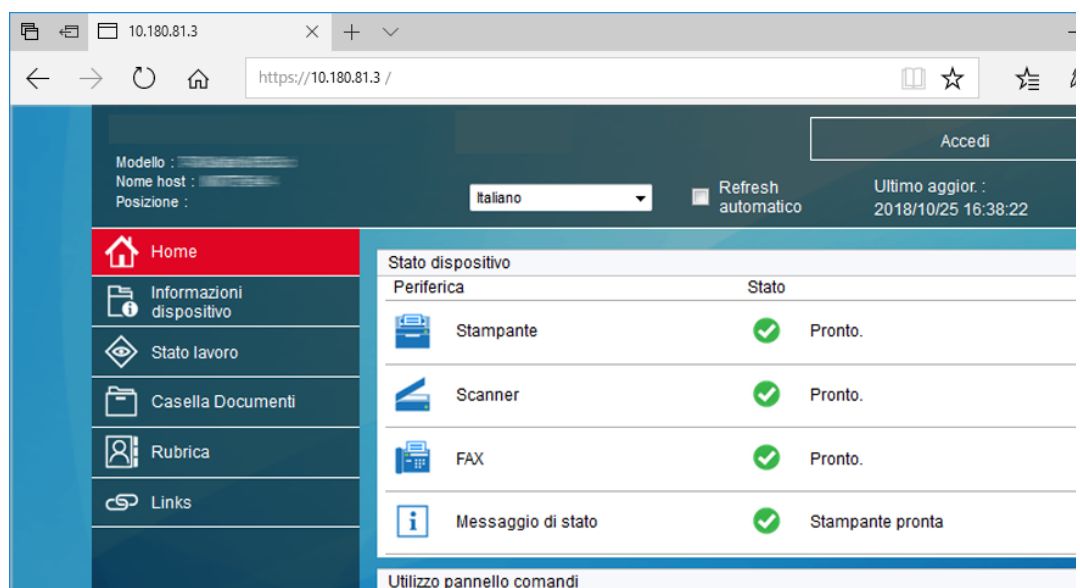 10.180.81.3
https://10.180.81.3 /
Accedi
Modello :
Nome host :
Posizione :
Italiano
Refresh
automatico
Ultimo aggior. :
2018/10/25 16:38:22
Home
Informazioni
dispositivo
Stato lavoro
Casella Documenti
Rubrica
Links
Stato dispositivo
Periferica Stato
Stampante Pronto.
Scanner Pronto.
FAX Pronto.
Messaggio di stato Stampante pronta
Utilizzo pannello comandi